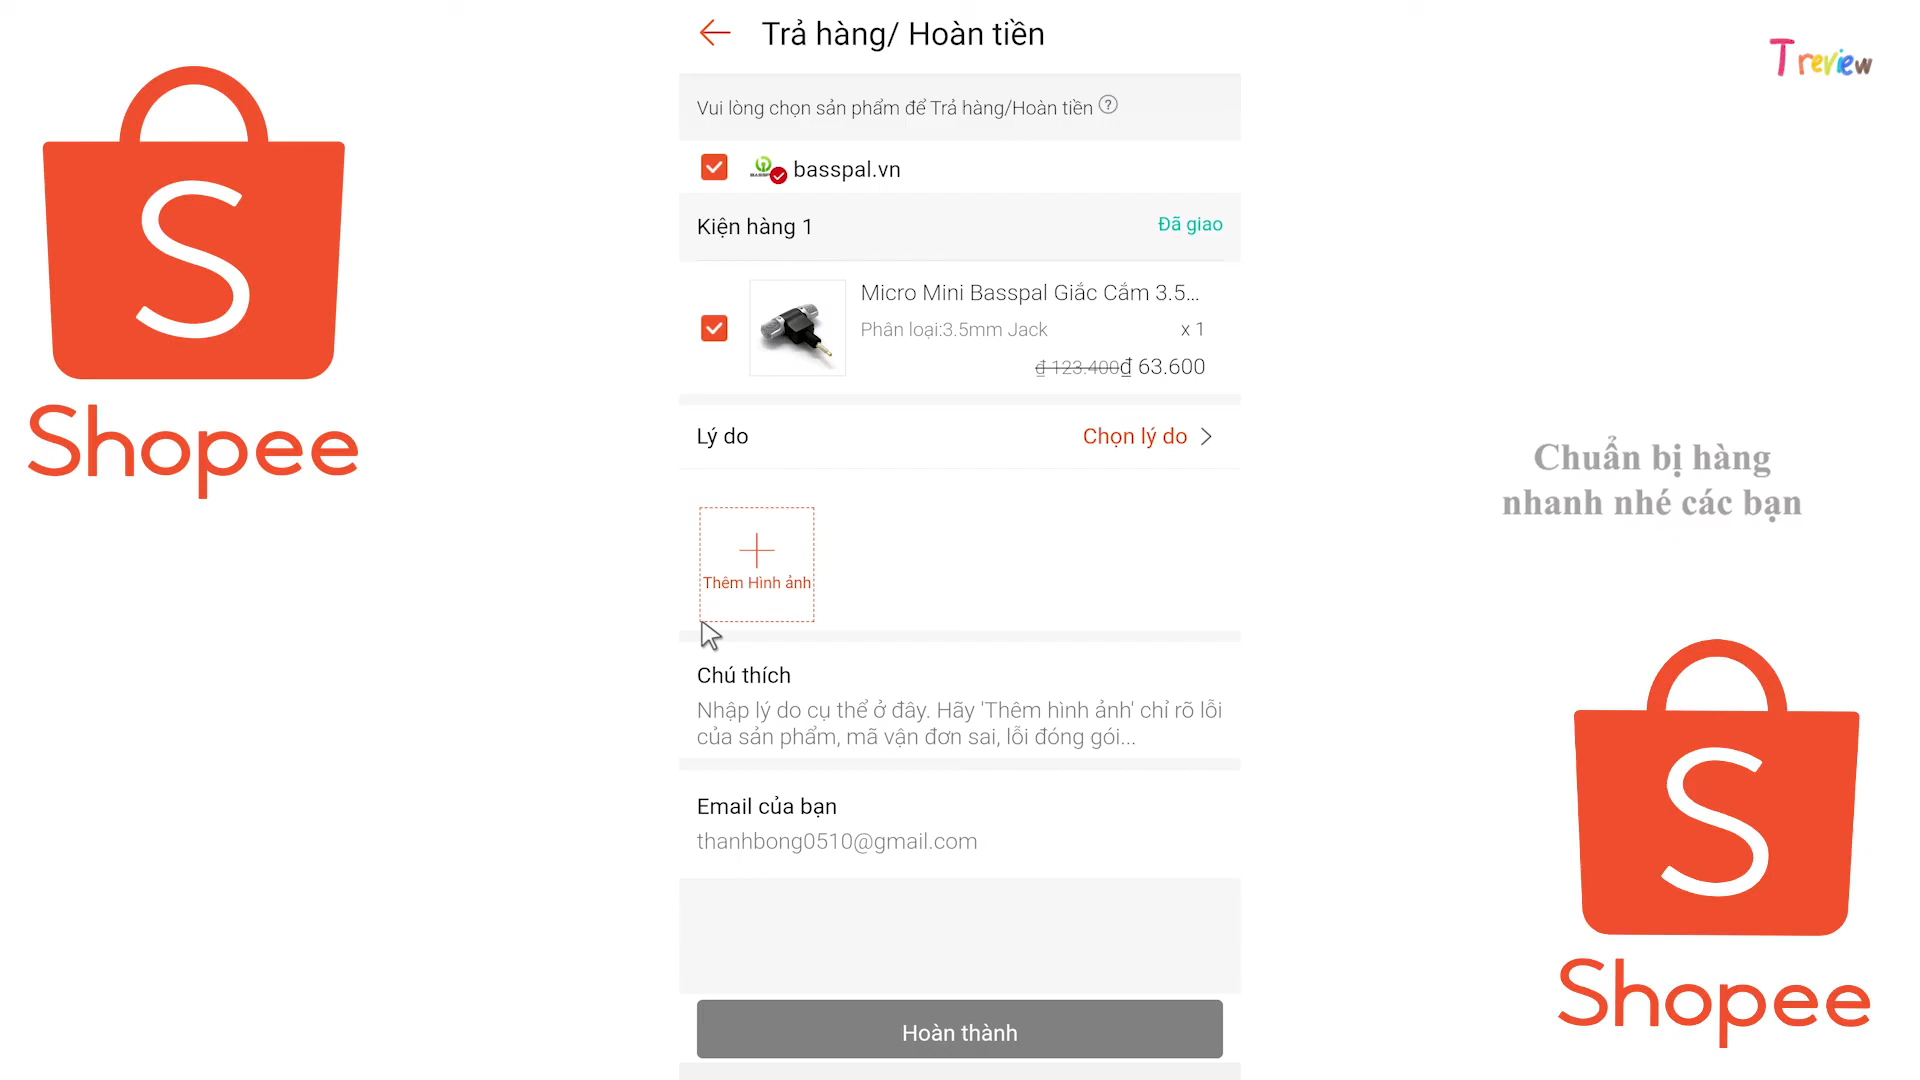 Trả hàng/ Hoàn tiền
T review
Vui lòng chọn sản phẩm để Trả hàng/Hoàn tiền ?
basspal.vn
Kiện hàng 1
Đã giao
S
Shopee
Micro Mini Basspal Giắc Cắm 3.5...
Phân loại:3.5mm Jack
x 1
₫ 123.400₫ 63.600
Lý do
Chọn lý do
Chuẩn bị hàng
nhanh nhé các bạn
Thêm Hình ảnh
Chú thích
Nhập lý do cụ thể ở đây. Hãy 'Thêm hình ảnh' chỉ rõ lỗi
của sản phẩm, mã vận đơn sai, lỗi đóng gói...
Email của bạn
thanhbong0510@gmail.com
S
Shopee
Hoàn thành